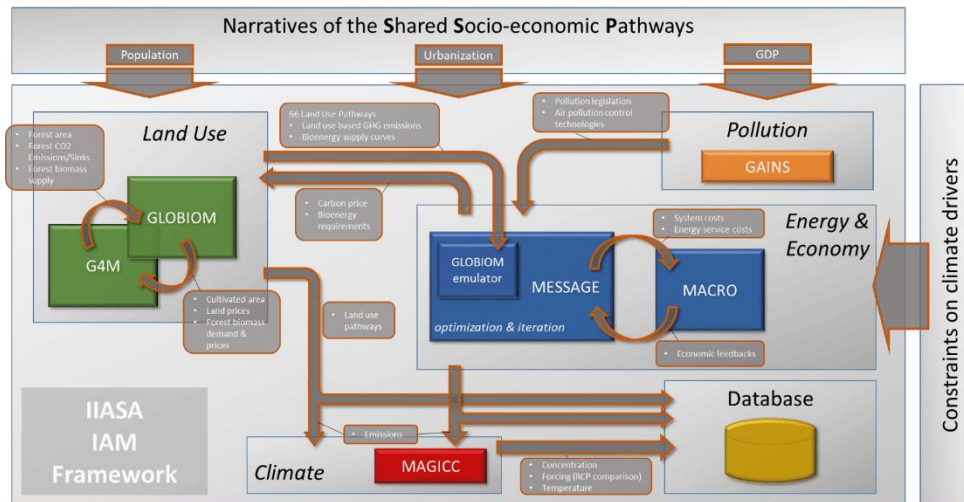 Narratives of the Shared Socio-economic Pathways
Population
Urbanization
GDP
Land Use
• Forest area
• Forest CO2
Emissions/Sinks
• Forest biomass
supply
GLOBIOM
G4M
• Cultivated area
• Land prices
• Forest biomass
demand &
prices
66 Land Use Pathways
• Land use based GHG emissions
• Bioenergy supply curves
• Carbon price
• Bioenergy
requirements
• Pollution legislation
• Air pollution control
technologies
Pollution
GAINS
Energy &
Economy
• System costs
• Energy service costs
GLOBIOM
emulator
MESSAGE
MACRO
optimization & iteration
• Economic feedbacks
• Land use
pathways
Constraints on climate drivers
IIASA
IAM
Framework
• Emissions
Climate
MAGICC
• Concentration
• Forcing (RCP comparison)
• Temperature
Database